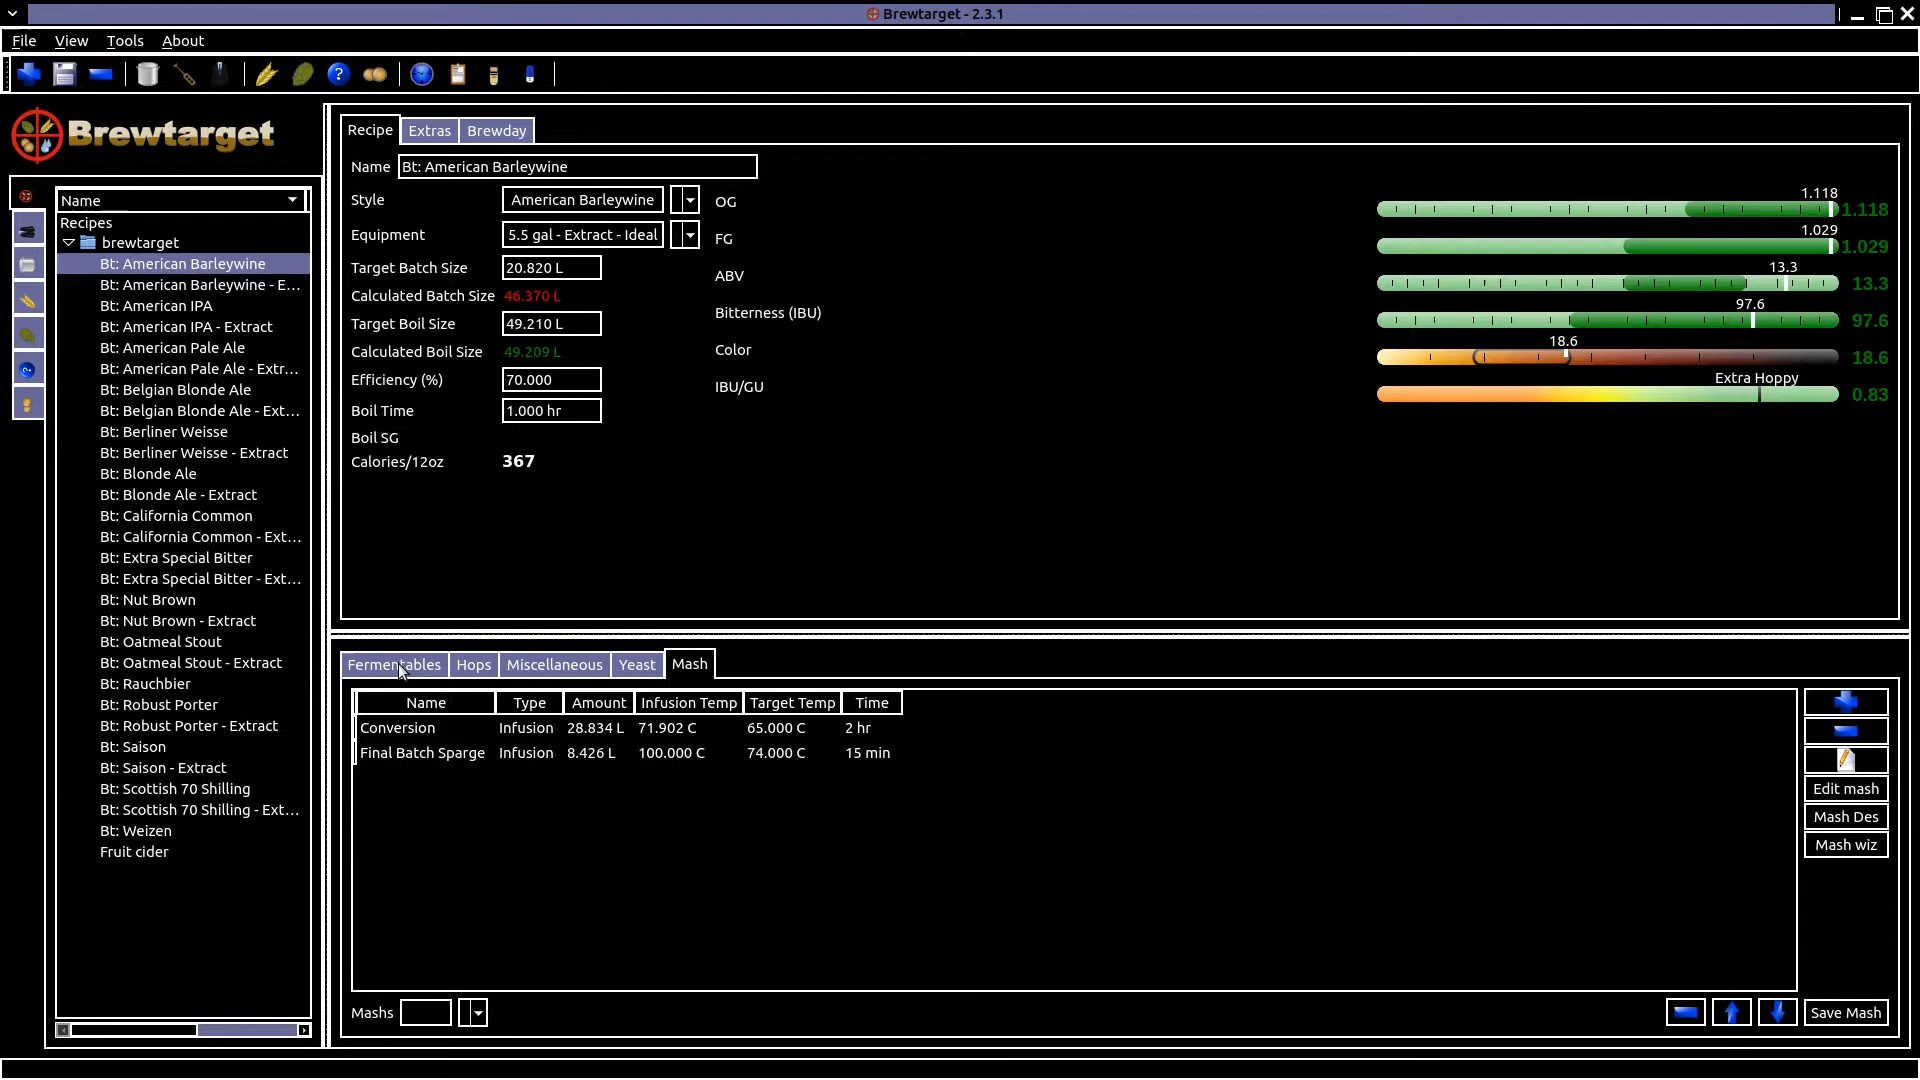 Brewtarget - 2.3.1
File View Tools About
Brewtarget
Name
Recipes
brewtarget
Bt: American Barleywine
Bt: American Barleywine - E...
Bt: American IPA
Bt: American IPA - Extract
Bt: American Pale Ale
Bt: American Pale Ale - Extr...
Bt: Belgian Blonde Ale
Bt: Belgian Blonde Ale - Ext...
Bt: Berliner Weisse
Bt: Berliner Weisse - Extract
Bt: Blonde Ale
Bt: Blonde Ale - Extract
Bt: California Common
Bt: California Common - Ext...
Bt: Extra Special Bitter
Bt: Extra Special Bitter - Ext...
Bt: Nut Brown
Bt: Nut Brown - Extract
Bt: Oatmeal Stout
Bt: Oatmeal Stout - Extract
Bt: Rauchbier
Bt: Robust Porter
Bt: Robust Porter - Extract
Bt: Saison
Bt: Saison - Extract
Bt: Scottish 70 Shilling
Bt: Scottish 70 Shilling - Ext...
Bt: Weizen
Fruit cider
Recipe Extras Brewday
Name Bt: American Barleywine
Style American Barleywine
Equipment 5.5 gal - Extract - Ideal
Target Batch Size 20.820 L
Calculated Batch Size 46.370 L
Target Boil Size 49.210 L
Calculated Boil Size 49.209 L
Efficiency (%) 70.000
Boil Time 1.000 hr
Boil SG
Calories/12oz 367
OG 1.118 1.118
FG 1.029 1.029
ABV 13.3 13.3
Bitterness (IBU) 97.6 97.6
Color 18.6 18.6
IBU/GU Extra Hoppy 0.83
Fermentables Hops Miscellaneous Yeast Mash
Name Type Amount Infusion Temp Target Temp Time
Conversion Infusion 28.834 L 71.902 C 65.000 C 2 hr
Final Batch Sparge Infusion 8.426 L 100.000 C 74.000 C 15 min
Edit mash
Mash Des
Mash wiz
Mashs
Save Mash